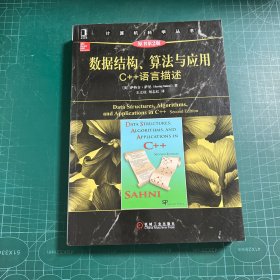 计算机科学丛书
原书第2版
数据结构、算法与应用
C++语言描述
Data Structures, Algorithms,
and Applications in C++ Second Edition
DATA STRUCTURES,
ALGORITHMS, AND
APPLICATIONS IN
C++
SECOND EDITION
SAHNI
机械工业出版社